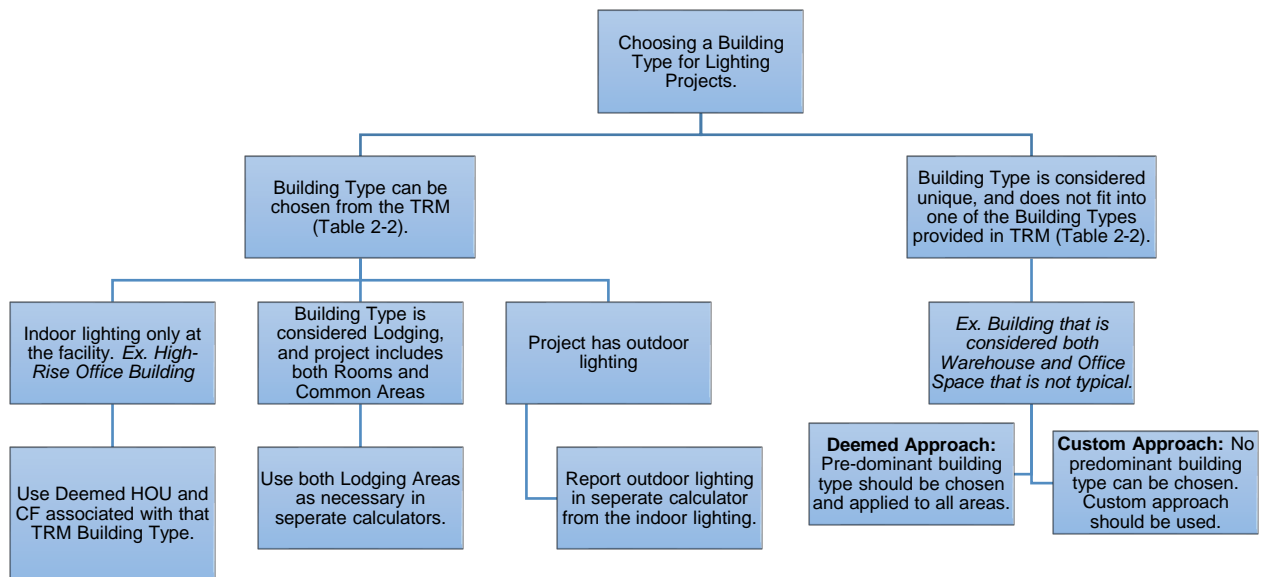 Choosing a Building
Type for Lighting
Projects.
Building Type can be
chosen from the TRM
(Table 2-2).
Building Type is considered
unique, and does not fit into
one of the Building Types
provided in TRM (Table 2-2).
Indoor lighting only at
the facility. Ex. High-
Rise Office Building
Building Type is
considered Lodging,
and project includes
both Rooms and
Common Areas
Project has outdoor
lighting
Ex. Building that is
considered both
Warehouse and Office
Space that is not typical.
Use Deemed HOU and
CF associated with that
TRM Building Type.
Use both Lodging Areas
as necessary in
seperate calculators.
Report outdoor lighting
in seperate calculator
from the indoor lighting.
Deemed Approach:
Pre-dominant building
type should be chosen
and applied to all areas.
Custom Approach: No
predominant building
type can be chosen.
Custom approach
should be used.